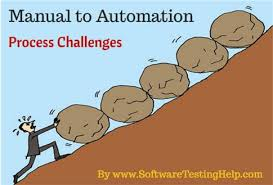 Manual to Automation
Process Challenges
By www.SoftwareTestingHelp.com